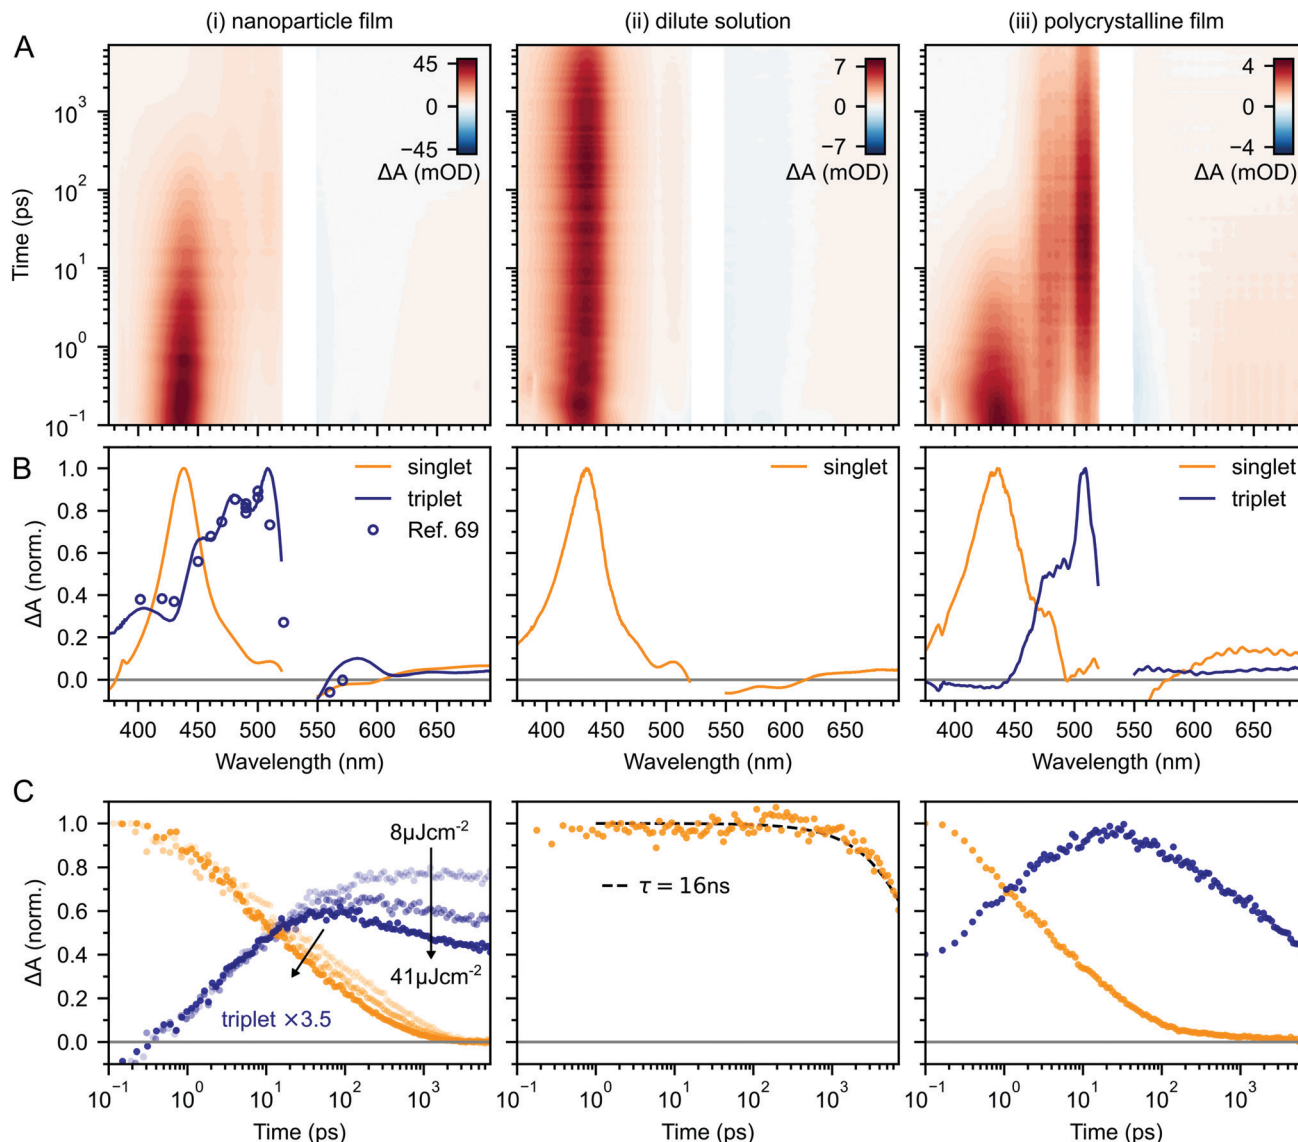 (i) nanoparticle film
(ii) dilute solution
(iii) polycrystalline film
A
45
0
−45
ΔA (mOD)
7
0
−7
ΔA (mOD)
4
0
−4
ΔA (mOD)
Time (ps)
10³
10²
10¹
10⁰
10⁻¹
B
ΔA (norm.)
1.0
0.8
0.6
0.4
0.2
0.0
singlet
triplet
Ref. 69
singlet
singlet
triplet
400 450 500 550 600 650
400 450 500 550 600 650
400 450 500 550 600 650
Wavelength (nm)
Wavelength (nm)
Wavelength (nm)
C
ΔA (norm.)
1.0
0.8
0.6
0.4
0.2
0.0
8μJcm⁻²
41μJcm⁻²
triplet ×3.5
τ = 16ns
10⁻¹ 10⁰ 10¹ 10² 10³
10⁻¹ 10⁰ 10¹ 10² 10³
10⁻¹ 10⁰ 10¹ 10² 10³
Time (ps)
Time (ps)
Time (ps)